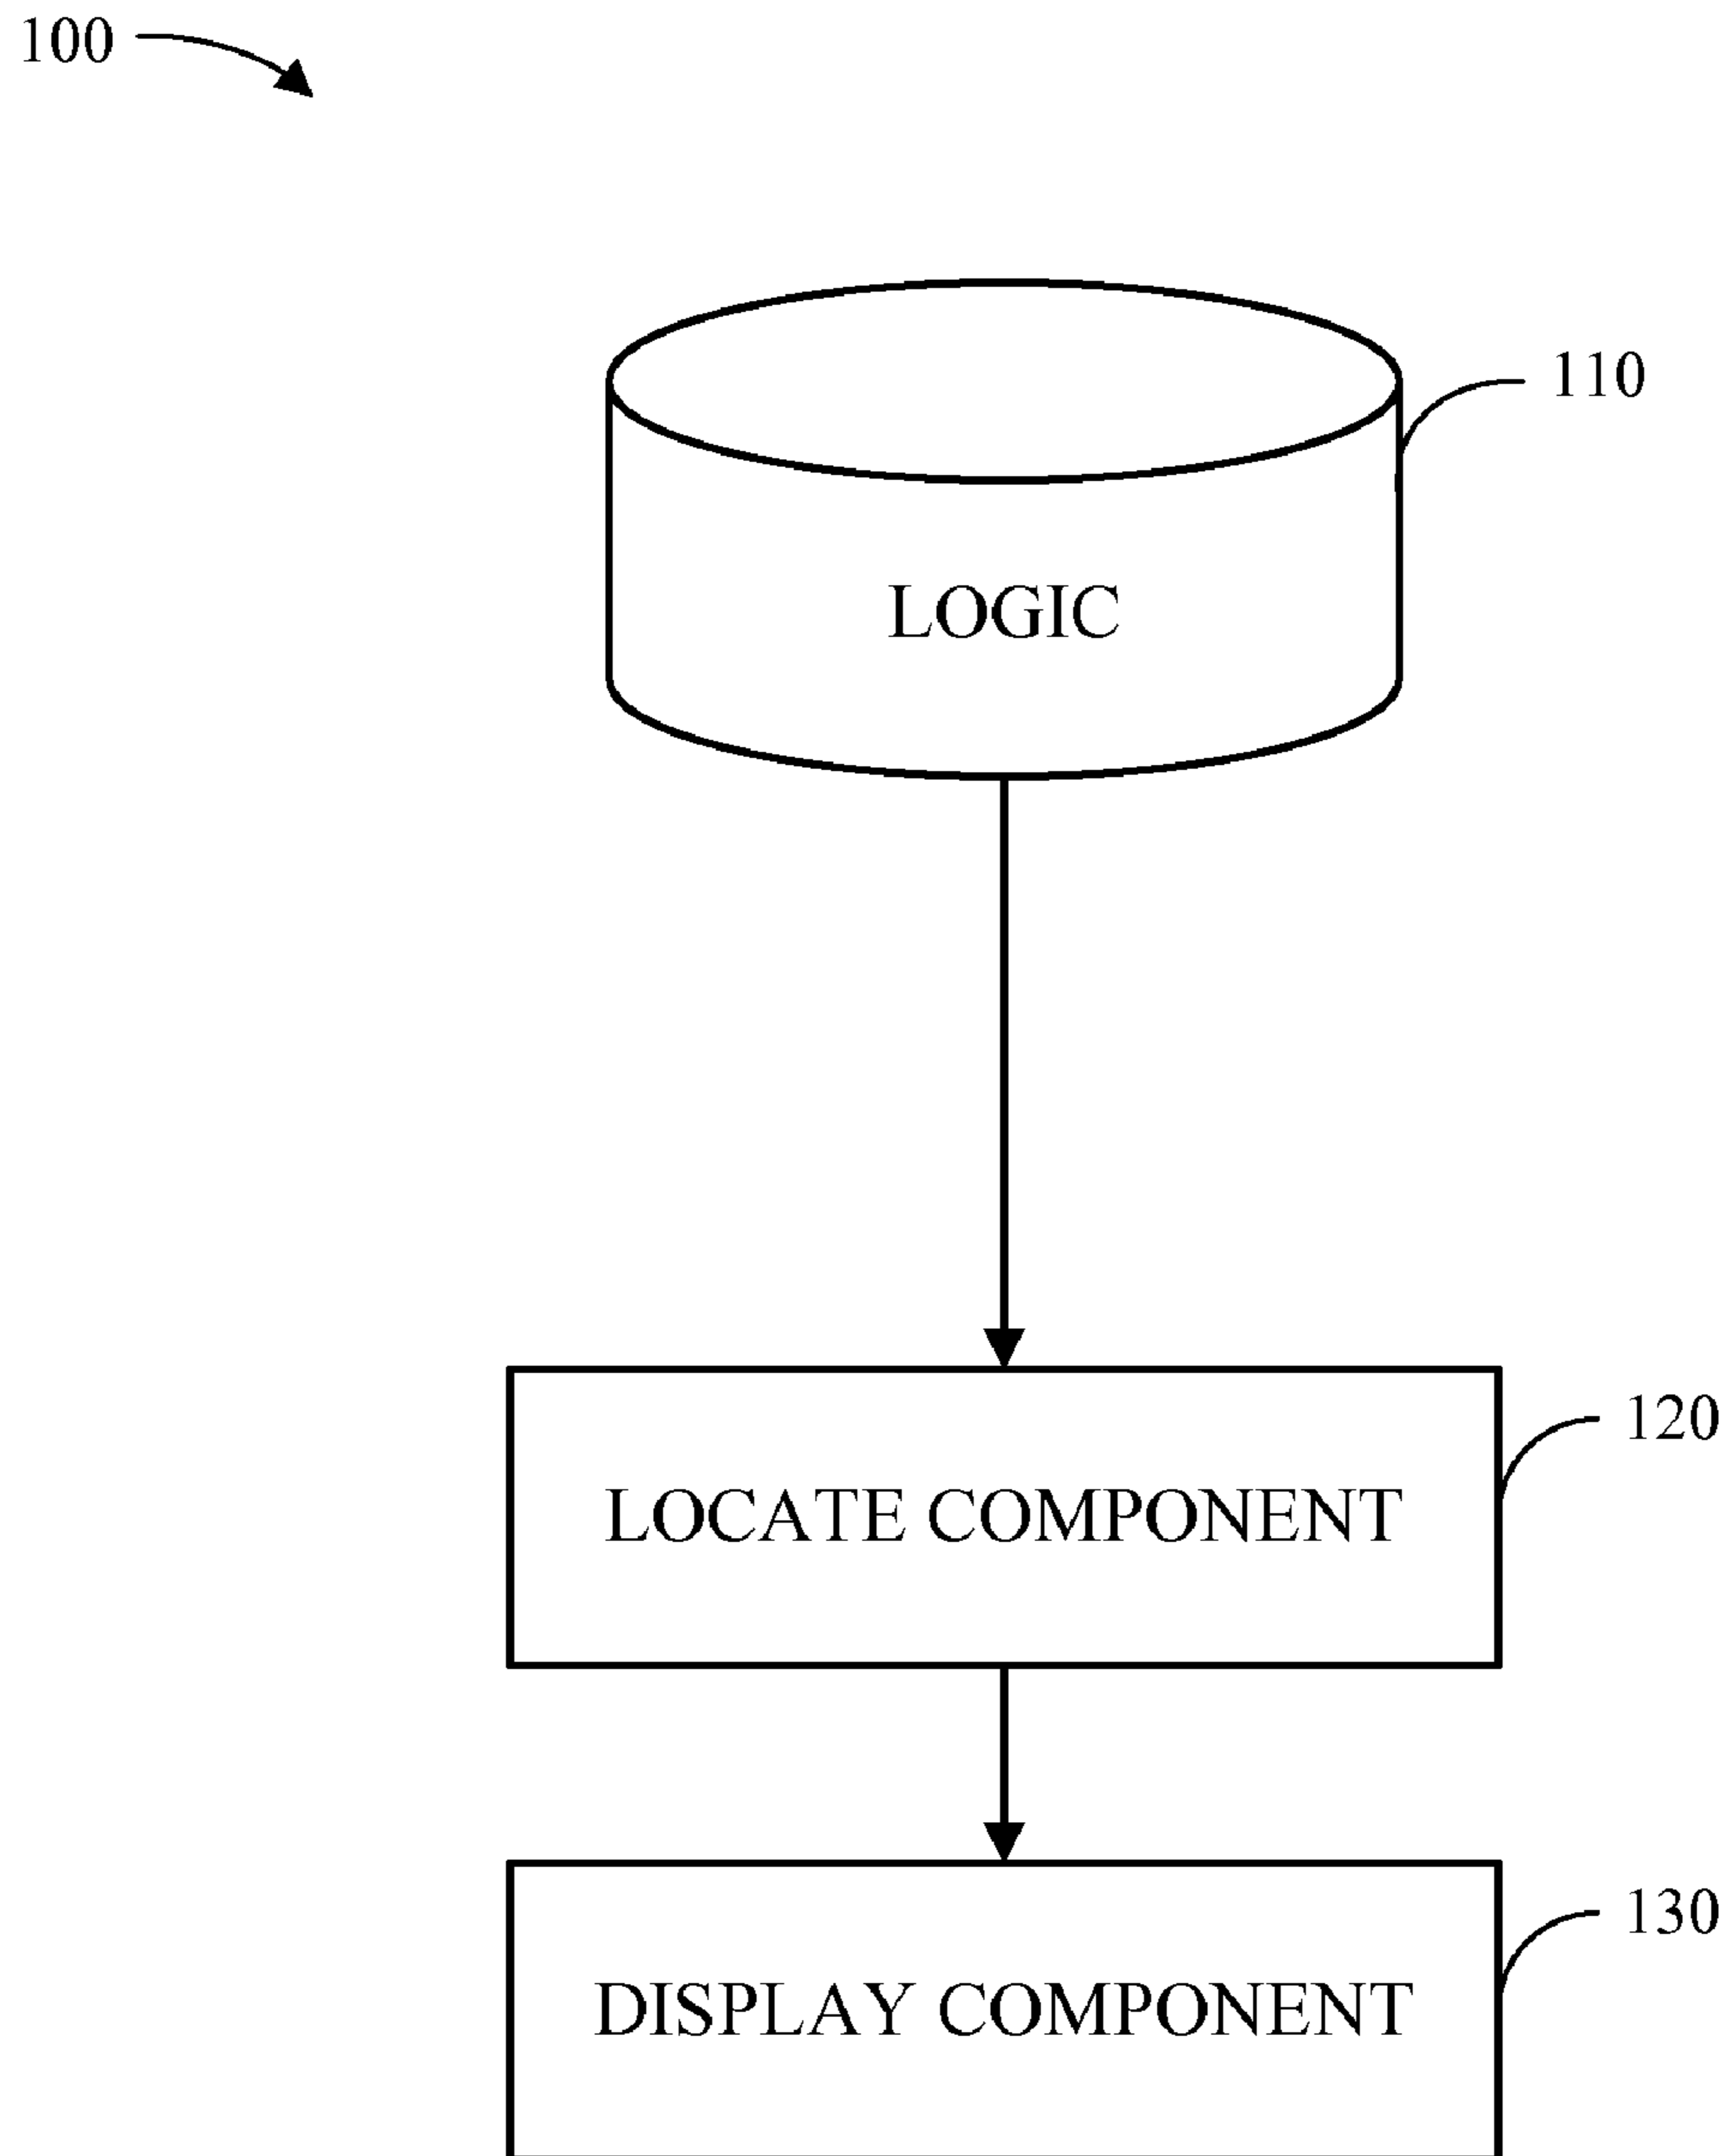 100
110
LOGIC
120
LOCATE COMPONENT
130
DISPLAY COMPONENT